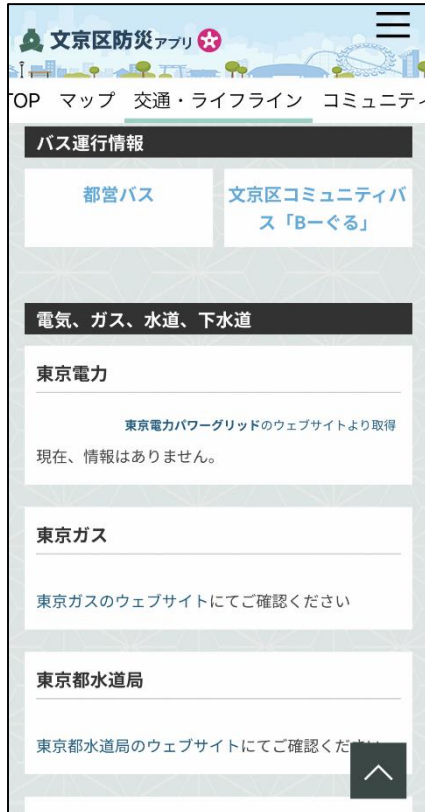 文京区防災アプリ
TOP マップ 交通・ライフライン コミュニティ
バス運行情報
都営バス
文京区コミュニティバ
ス「Bーぐる」
電気、ガス、水道、下水道
東京電力
東京電力パワーグリッドのウェブサイトより取得
現在、情報はありません。
東京ガス
東京ガスのウェブサイトにてご確認ください
東京都水道局
東京都水道局のウェブサイトにてご確認くだ